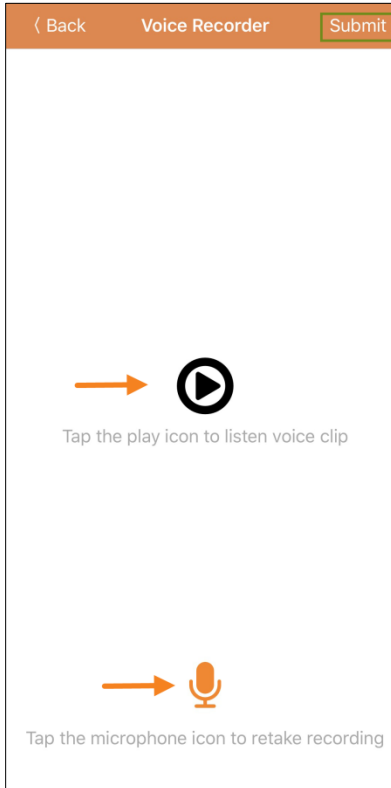 〈 Back Voice Recorder Submit
Tap the play icon to listen voice clip
Tap the microphone icon to retake recording